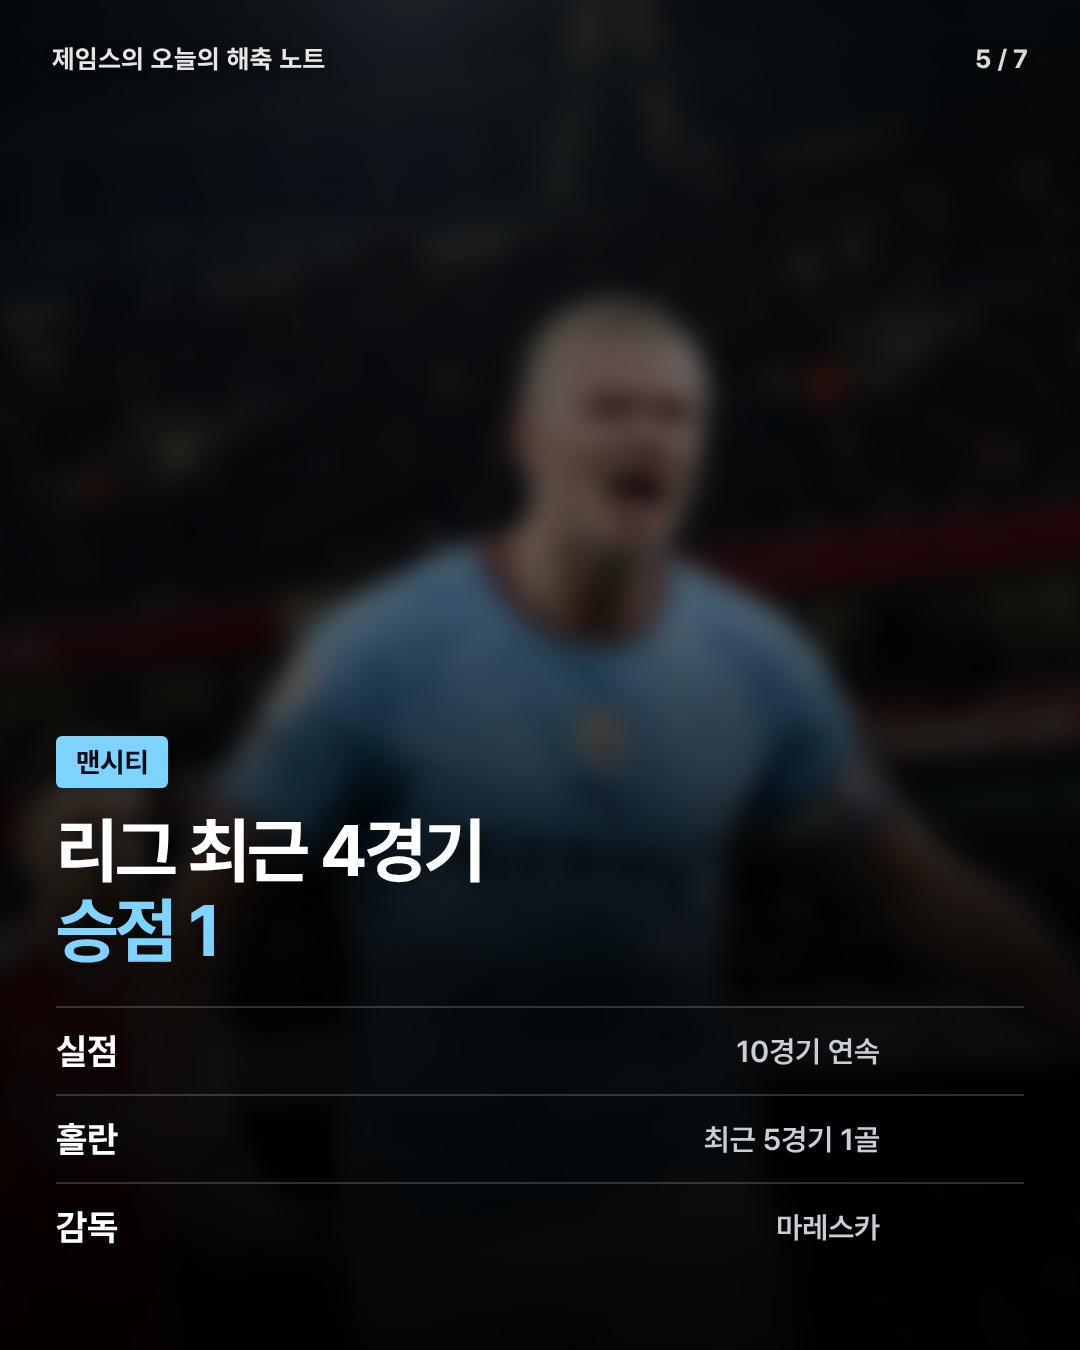 제임스의 오늘의 해축 노트
5 / 7
맨시티
리그 최근 4경기
승점 1
실점 10경기 연속
홀란 최근 5경기 1골
감독 마레스카